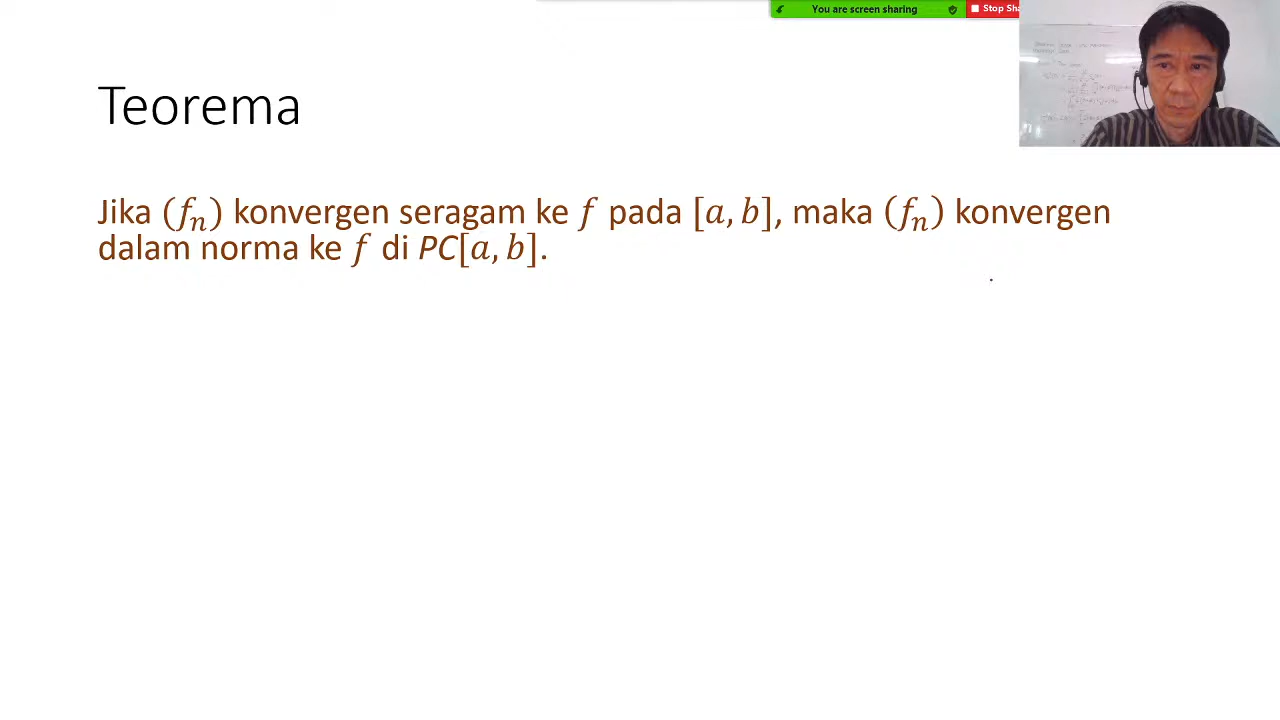 You are screen sharing
Stop Sha
Teorema
Jika (fₙ) konvergen seragam ke f pada [a, b], maka (fₙ) konvergen
dalam norma ke f di PC[a, b].